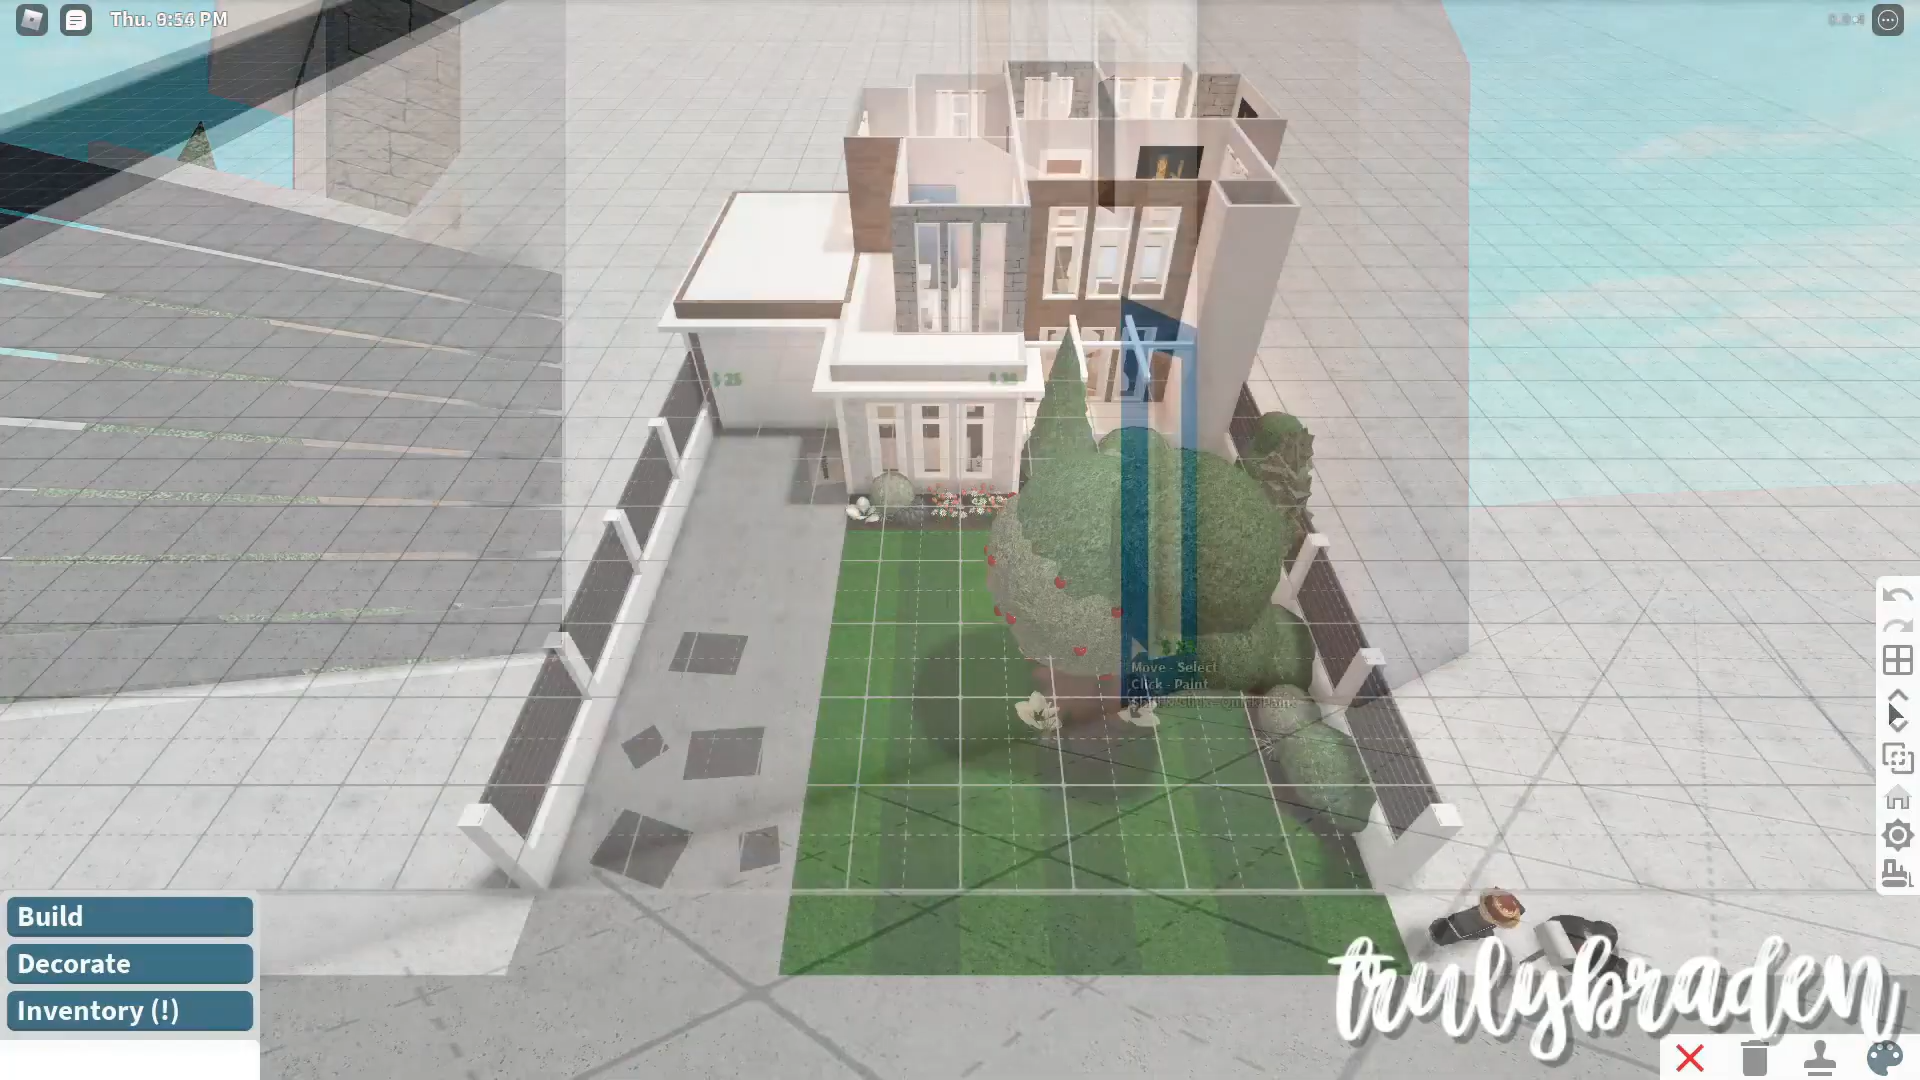 Thu. 9:54 PM
$ 25
Move - Select
Click - Paint
Build
Decorate
Inventory (!)
trulybraden